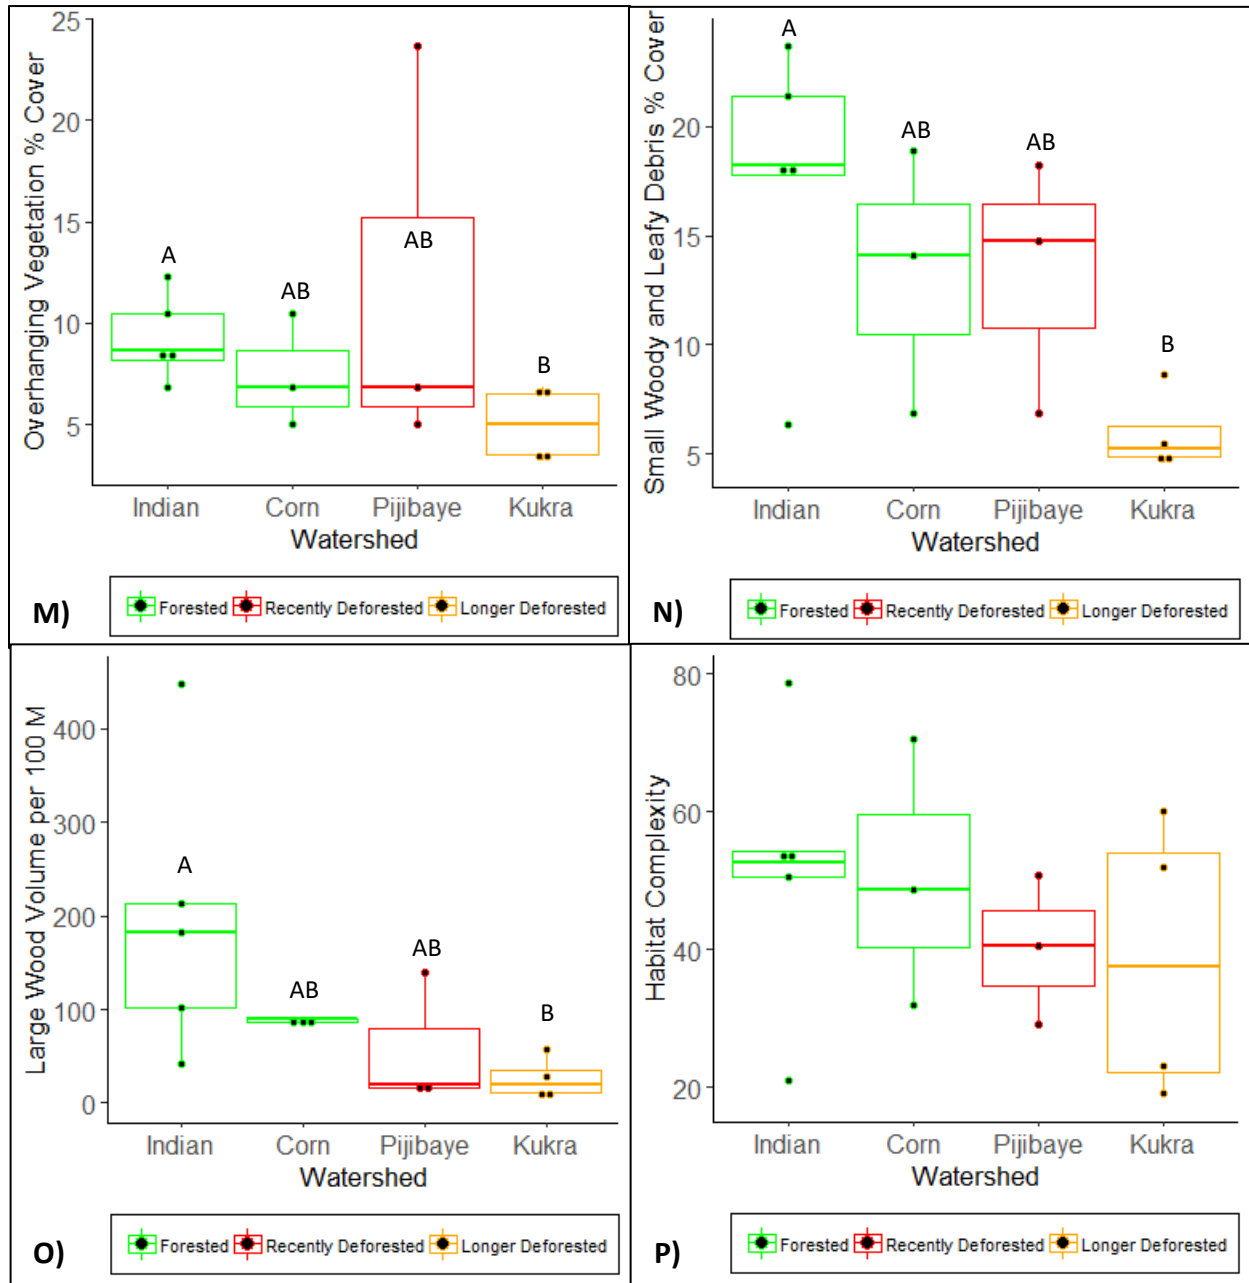 Overhanging Vegetation % Cover
25
20
15
10
5
A
AB
AB
B
Indian Corn Pijibaye Kukra
Watershed
M)
Forested Recently Deforested Longer Deforested
Small Woody and Leafy Debris % Cover
20
15
10
5
A
AB
AB
B
Indian Corn Pijibaye Kukra
Watershed
N)
Forested Recently Deforested Longer Deforested
Large Wood Volume per 100 M
400
300
200
100
0
A
AB
AB
B
Indian Corn Pijibaye Kukra
Watershed
O)
Forested Recently Deforested Longer Deforested
Habitat Complexity
80
60
40
20
Indian Corn Pijibaye Kukra
Watershed
P)
Forested Recently Deforested Longer Deforested